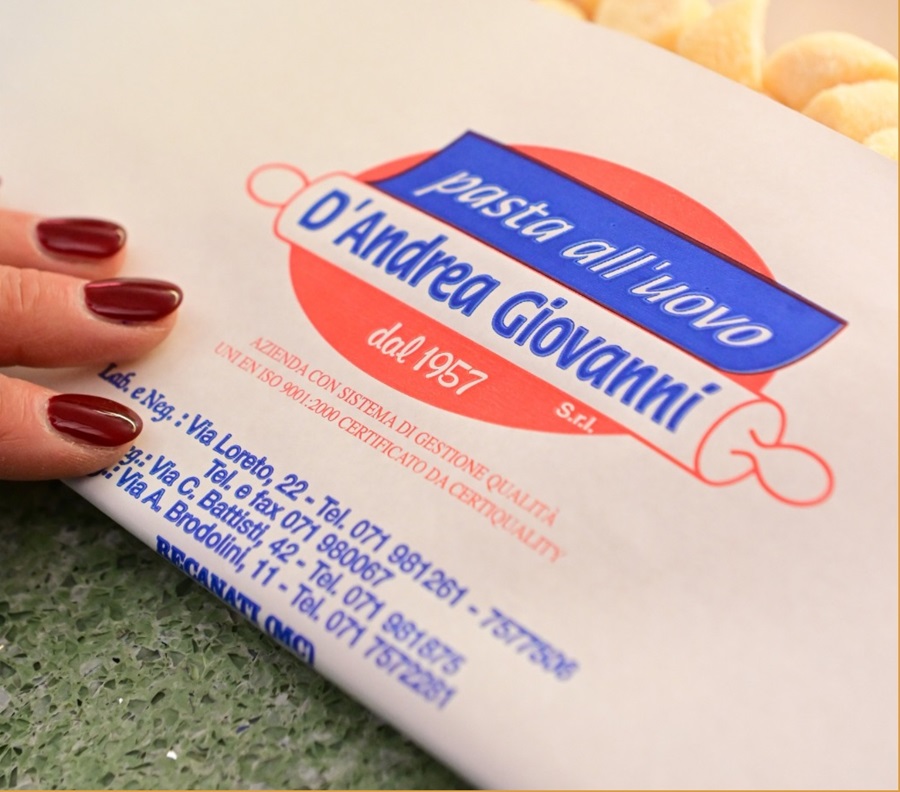 pasta all'uovo
D'Andrea Giovanni
dal 1957
S.r.l.
AZIENDA CON SISTEMA DI GESTIONE QUALITÀ
UNI EN ISO 9001:2000 CERTIFICATO DA CERTIQUALITY
Lab. e Neg. : Via Loreto, 22 - Tel. 071 981261 - 7577506
Tel. e fax 071 980067
Via C. Battisti, 42 - Tel. 071 981875
Via A. Brodolini, 11 - Tel. 071 7572281
RECANATI (MC)